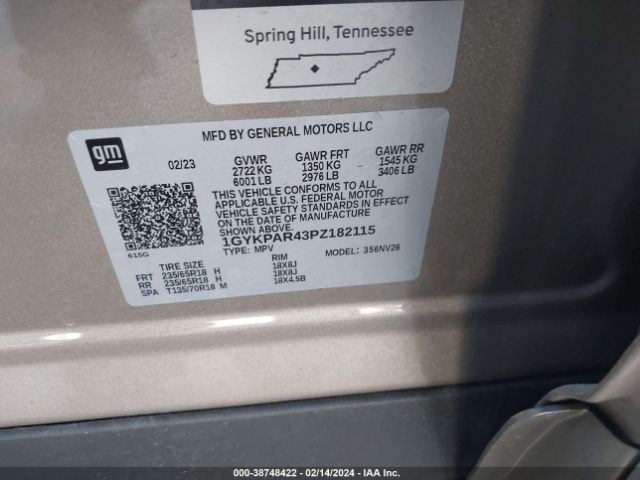 Spring Hill, Tennessee
gm
MFD BY GENERAL MOTORS LLC
02/23 GVWR GAWR FRT GAWR RR
2722 KG 1350 KG 1545 KG
6001 LB 2976 LB 3406 LB
THIS VEHICLE CONFORMS TO ALL
APPLICABLE U.S. FEDERAL MOTOR
VEHICLE SAFETY STANDARDS IN EFFECT
ON THE DATE OF MANUFACTURE
SHOWN ABOVE.
1GYKPAR43PZ182115
615G TYPE: MPV MODEL: 356NV26
TIRE SIZE RIM
FRT 235/65R18 H 18X8J
RR 235/65R18 H 18X8J
SPA T135/70R18 M 18X4.5B
000-38748422 - 02/14/2024 - IAA Inc.